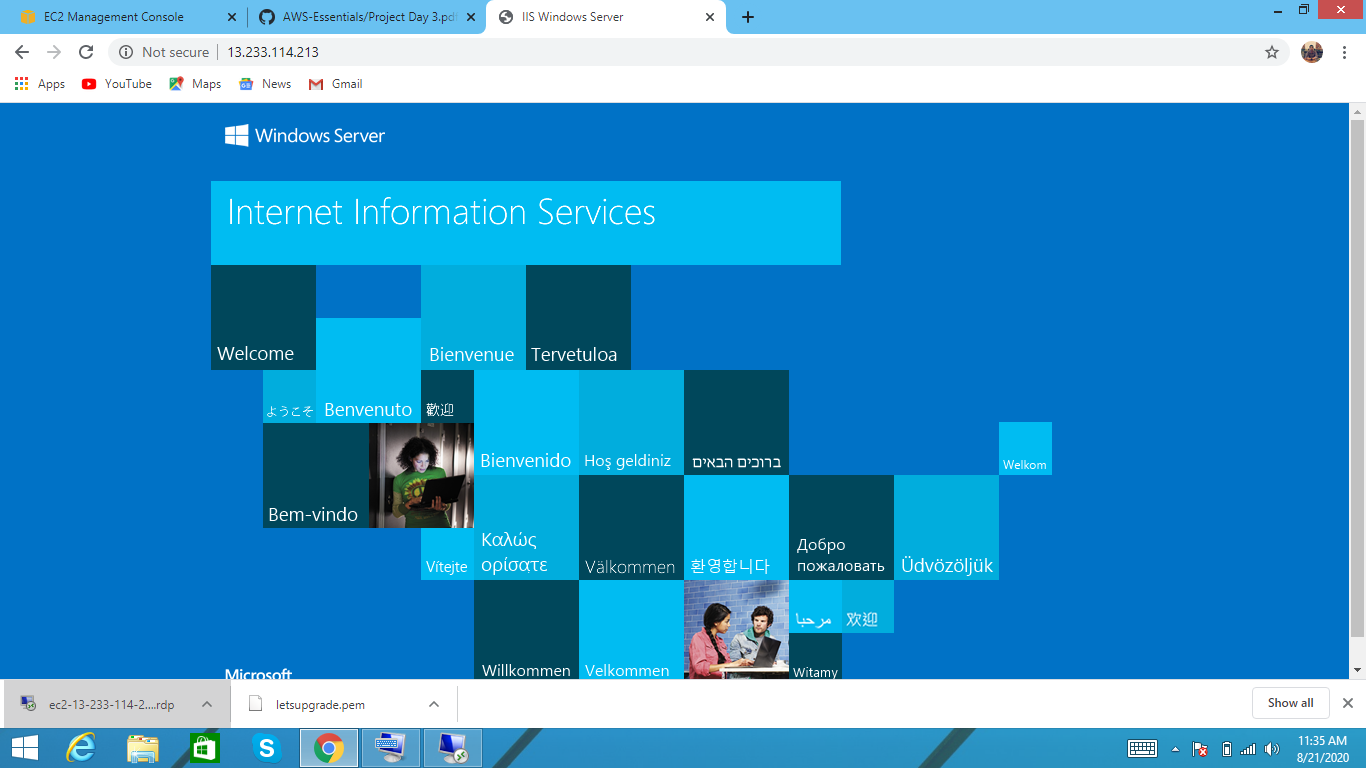 EC2 Management Console
AWS-Essentials/Project Day 3.pd
IIS Windows Server
Not secure
13.233.114.213
Apps
YouTube
Maps
News
Gmail
Windows Server
Internet Information Services
Welcome
Bienvenue
Tervetuloa
ようこそ
Benvenuto
歡迎
Bienvenido
Hoş geldiniz
ברוכים הבאים
Welkom
Bem-vindo
Vítejte
Καλώς
ορίσατε
Välkommen
환영합니다
Добро
пожаловать
Üdvözöljük
Willkommen
Velkommen
مرحبا
欢迎
Witamy
Microsoft
ec2-13-233-114-2....rdp
letsupgrade.pem
Show all
11:35 AM
8/21/2020